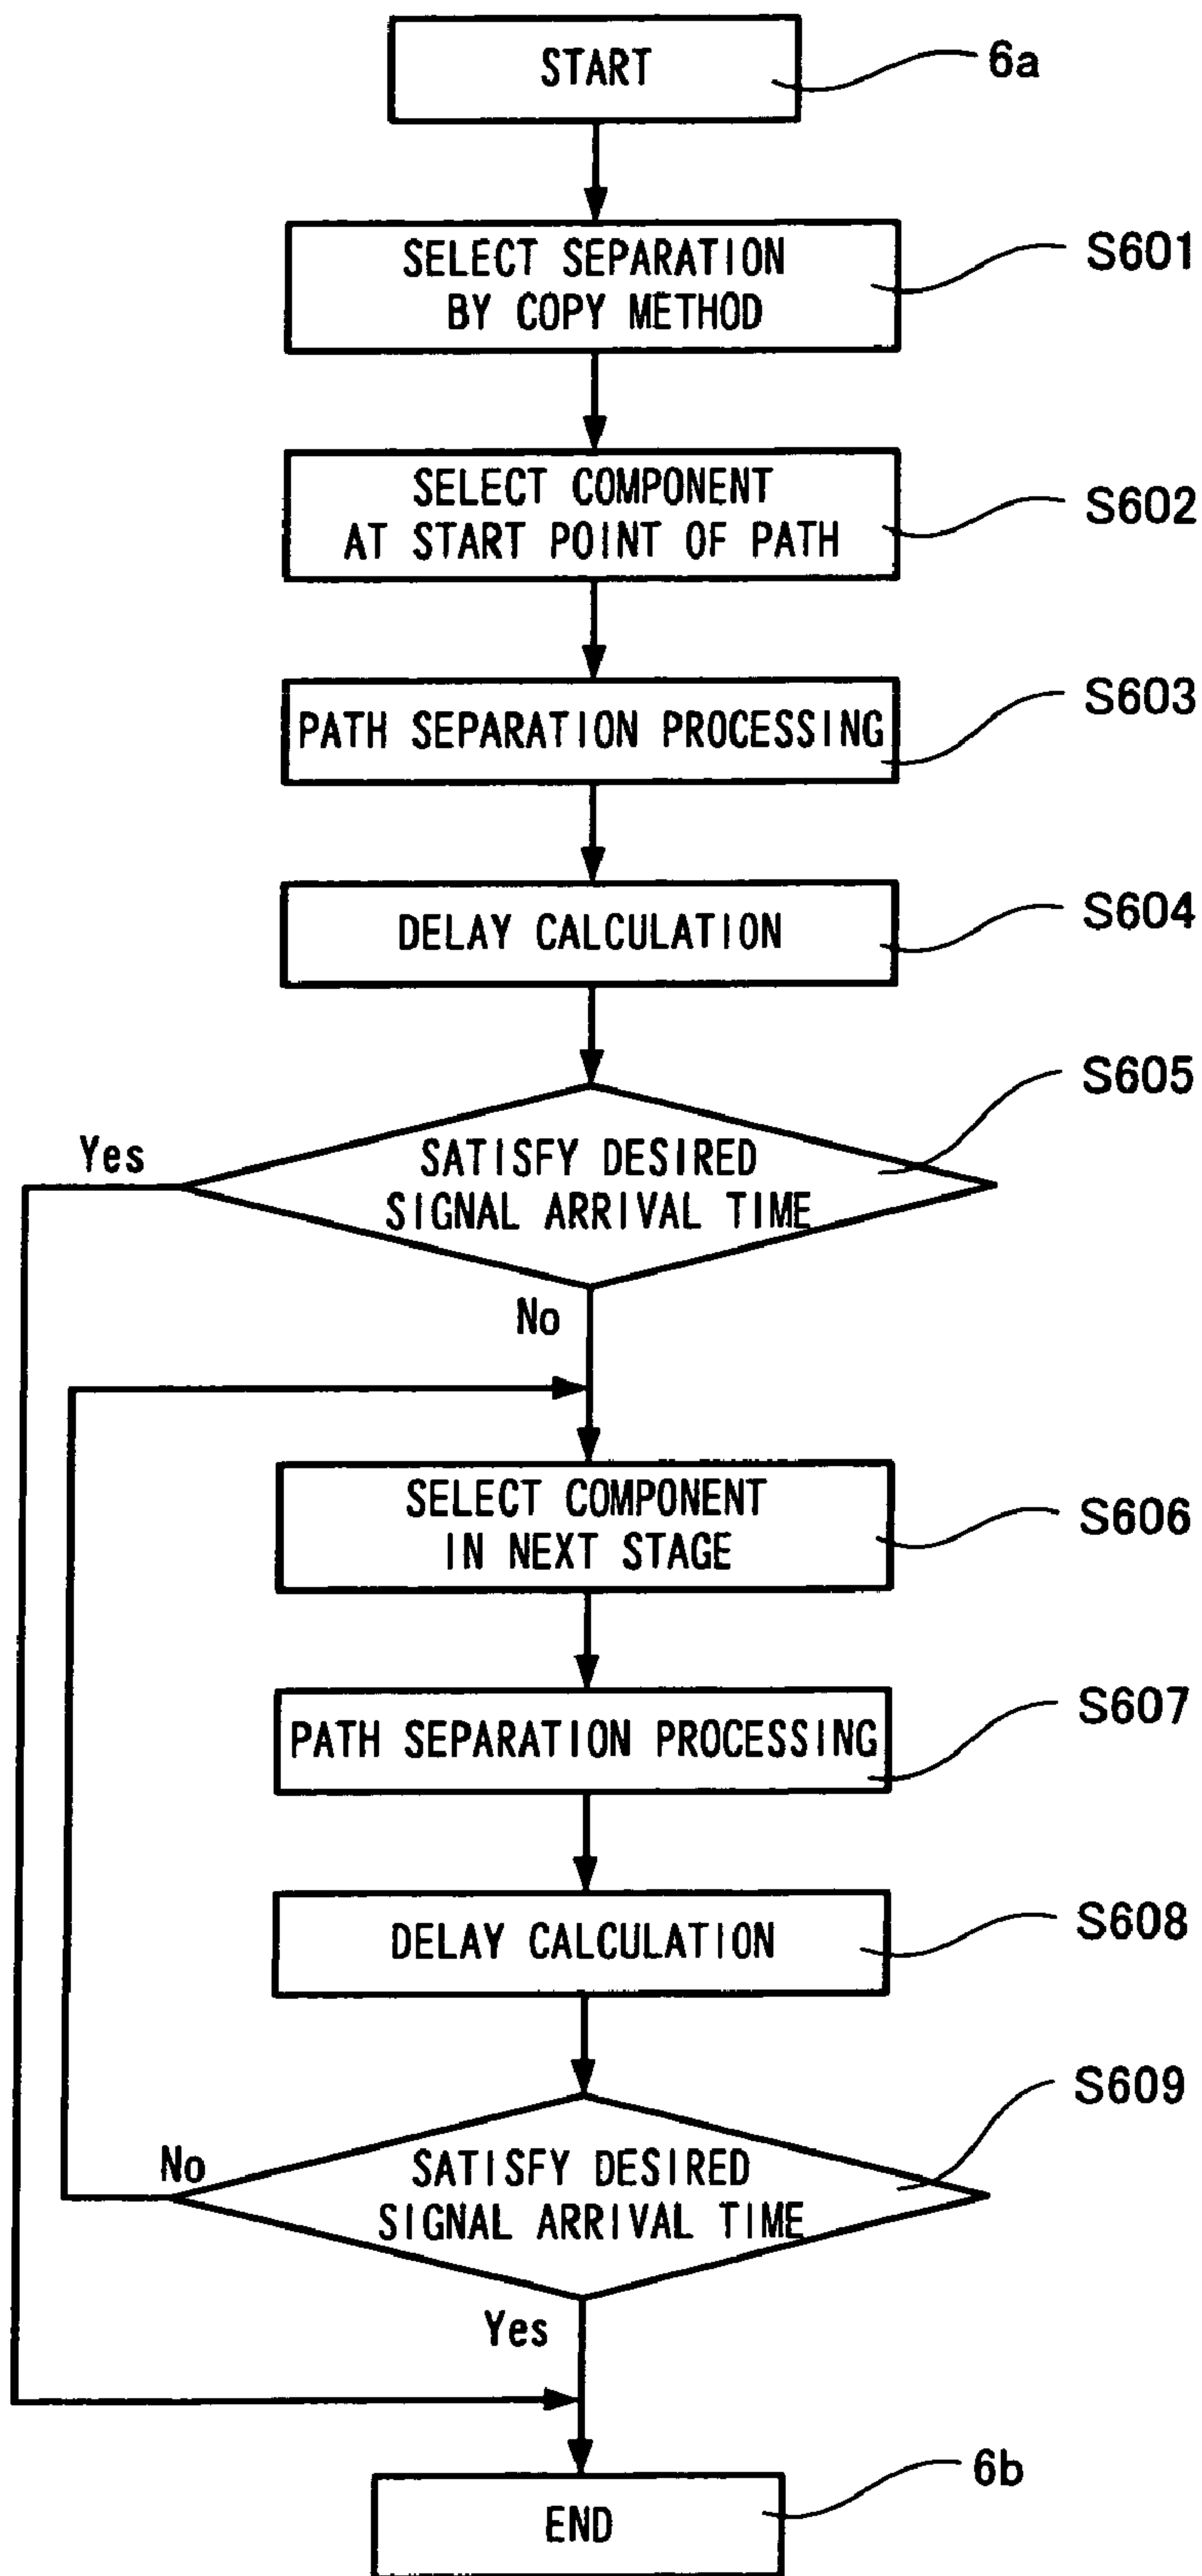 START
6a
SELECT SEPARATION
BY COPY METHOD
S601
SELECT COMPONENT
AT START POINT OF PATH
S602
PATH SEPARATION PROCESSING
S603
DELAY CALCULATION
S604
SATISFY DESIRED
SIGNAL ARRIVAL TIME
S605
Yes
No
SELECT COMPONENT
IN NEXT STAGE
S606
PATH SEPARATION PROCESSING
S607
DELAY CALCULATION
S608
SATISFY DESIRED
SIGNAL ARRIVAL TIME
S609
No
Yes
END
6b